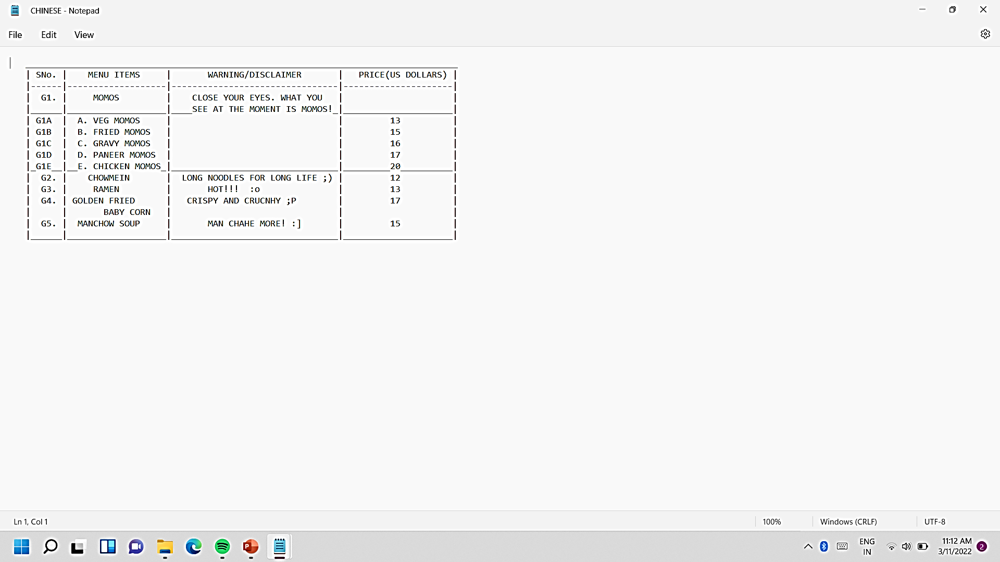 CHINESE - Notepad
File Edit View
SNo. | MENU ITEMS | WARNING/DISCLAIMER | PRICE(US DOLLARS)
G1. | MOMOS | CLOSE YOUR EYES. WHAT YOU
SEE AT THE MOMENT IS MOMOS!
G1A | A. VEG MOMOS | | 13
G1B | B. FRIED MOMOS | | 15
G1C | C. GRAVY MOMOS | | 16
G1D | D. PANEER MOMOS | | 17
G1E | E. CHICKEN MOMOS | | 20
G2. | CHOWMEIN | LONG NOODLES FOR LONG LIFE ;) | 12
G3. | RAMEN | HOT!!! :o | 13
G4. | GOLDEN FRIED | CRISPY AND CRUCNHY ;P | 17
BABY CORN
G5. | MANCHOW SOUP | MAN CHAHE MORE! :] | 15
Ln 1, Col 1 100% Windows (CRLF) UTF-8
ENG 11:12 AM
IN 3/11/2022 2